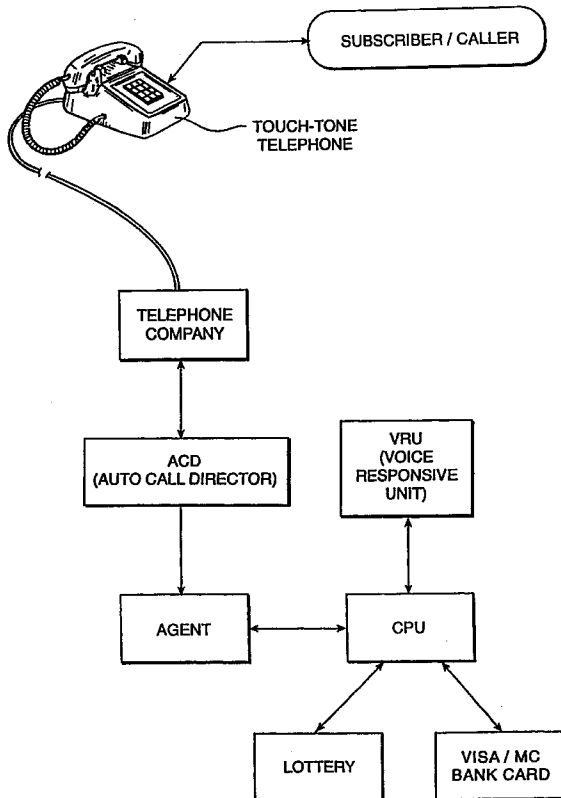 SUBSCRIBER / CALLER
TOUCH-TONE
TELEPHONE
TELEPHONE
COMPANY
ACD
(AUTO CALL DIRECTOR)
VRU
(VOICE
RESPONSIVE
UNIT)
AGENT
CPU
LOTTERY
VISA / MC
BANK CARD